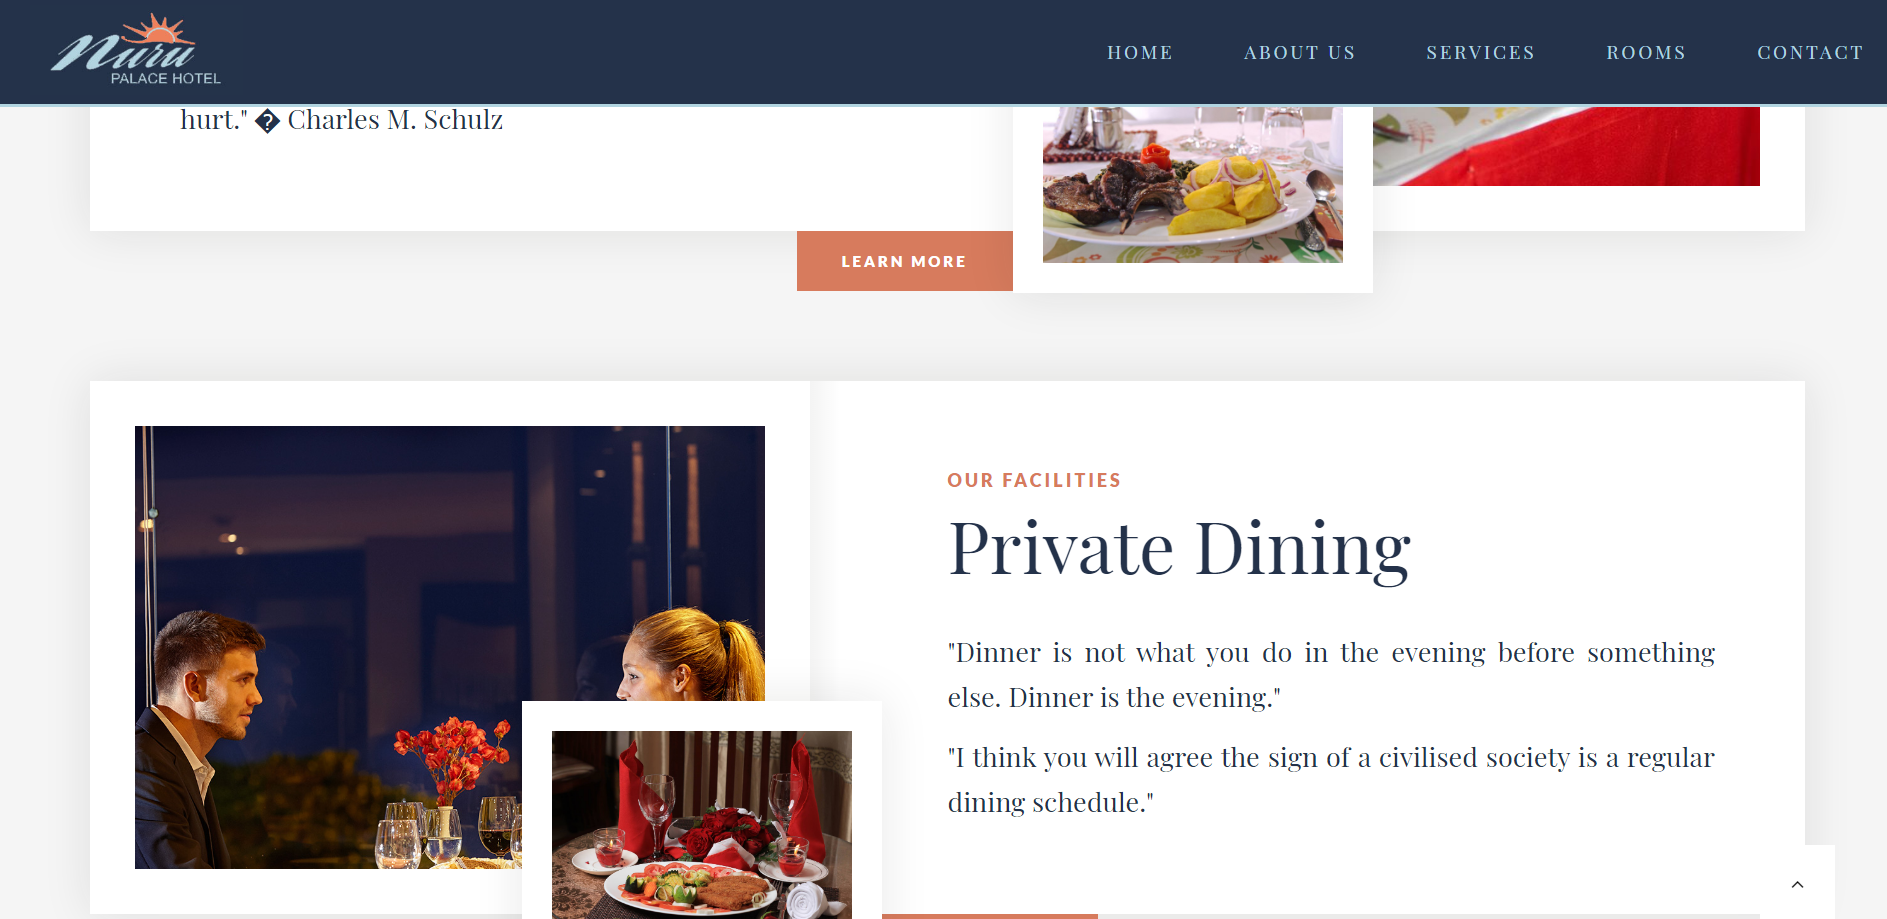 Nuru
PALACE HOTEL
HOME ABOUT US SERVICES ROOMS CONTACT
hurt." � Charles M. Schulz
LEARN MORE
OUR FACILITIES
Private Dining
"Dinner is not what you do in the evening before something
else. Dinner is the evening."
"I think you will agree the sign of a civilised society is a regular
dining schedule."